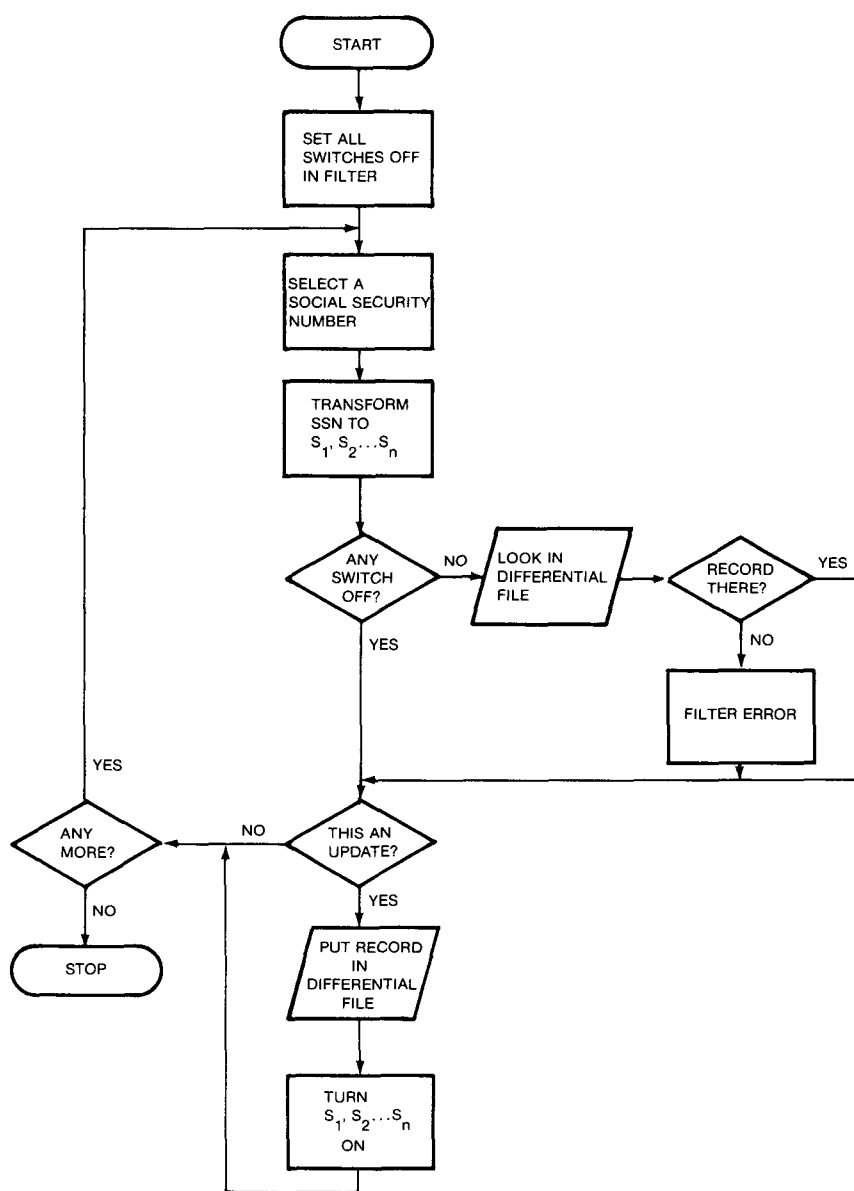 START
SET ALL
SWITCHES OFF
IN FILTER
SELECT A
SOCIAL SECURITY
NUMBER
TRANSFORM
SSN TO
S1, S2...Sn
ANY
SWITCH
OFF?
NO
LOOK IN
DIFFERENTIAL
FILE
RECORD
THERE?
YES
YES
NO
FILTER ERROR
YES
ANY
MORE?
NO
THIS AN
UPDATE?
NO
YES
STOP
PUT RECORD
IN
DIFFERENTIAL
FILE
TURN
S1, S2...Sn
ON